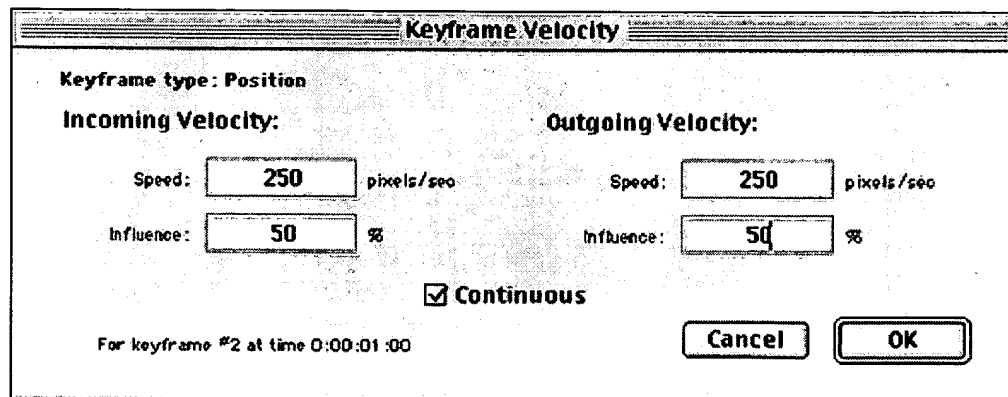 Keyframe Velocity
Keyframe type: Position
Incoming Velocity:
Outgoing Velocity:
Speed: 250 pixels/sec
Speed: 250 pixels/sec
Influence: 50 %
Influence: 50 %
Continuous
For keyframe #2 at time 0:00:01:00
Cancel
OK